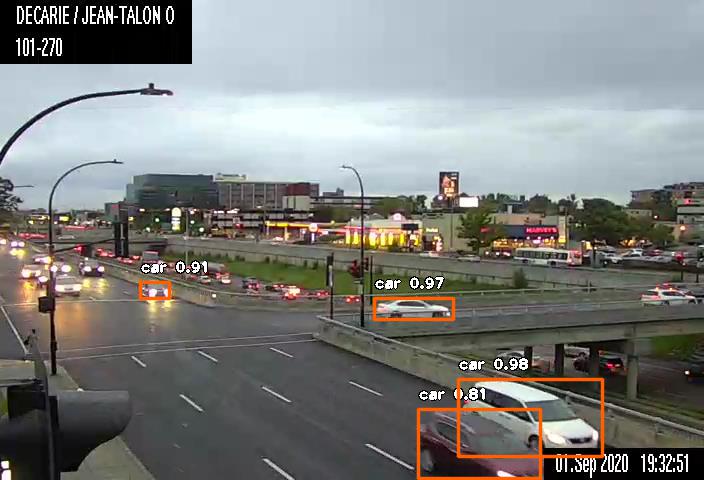 DECARIE / JEAN-TALON O
101-270
car 0.91
car 0.97
HARVEY'S
car 0.98
car 0.81
01.Sep 2020 19:32:51